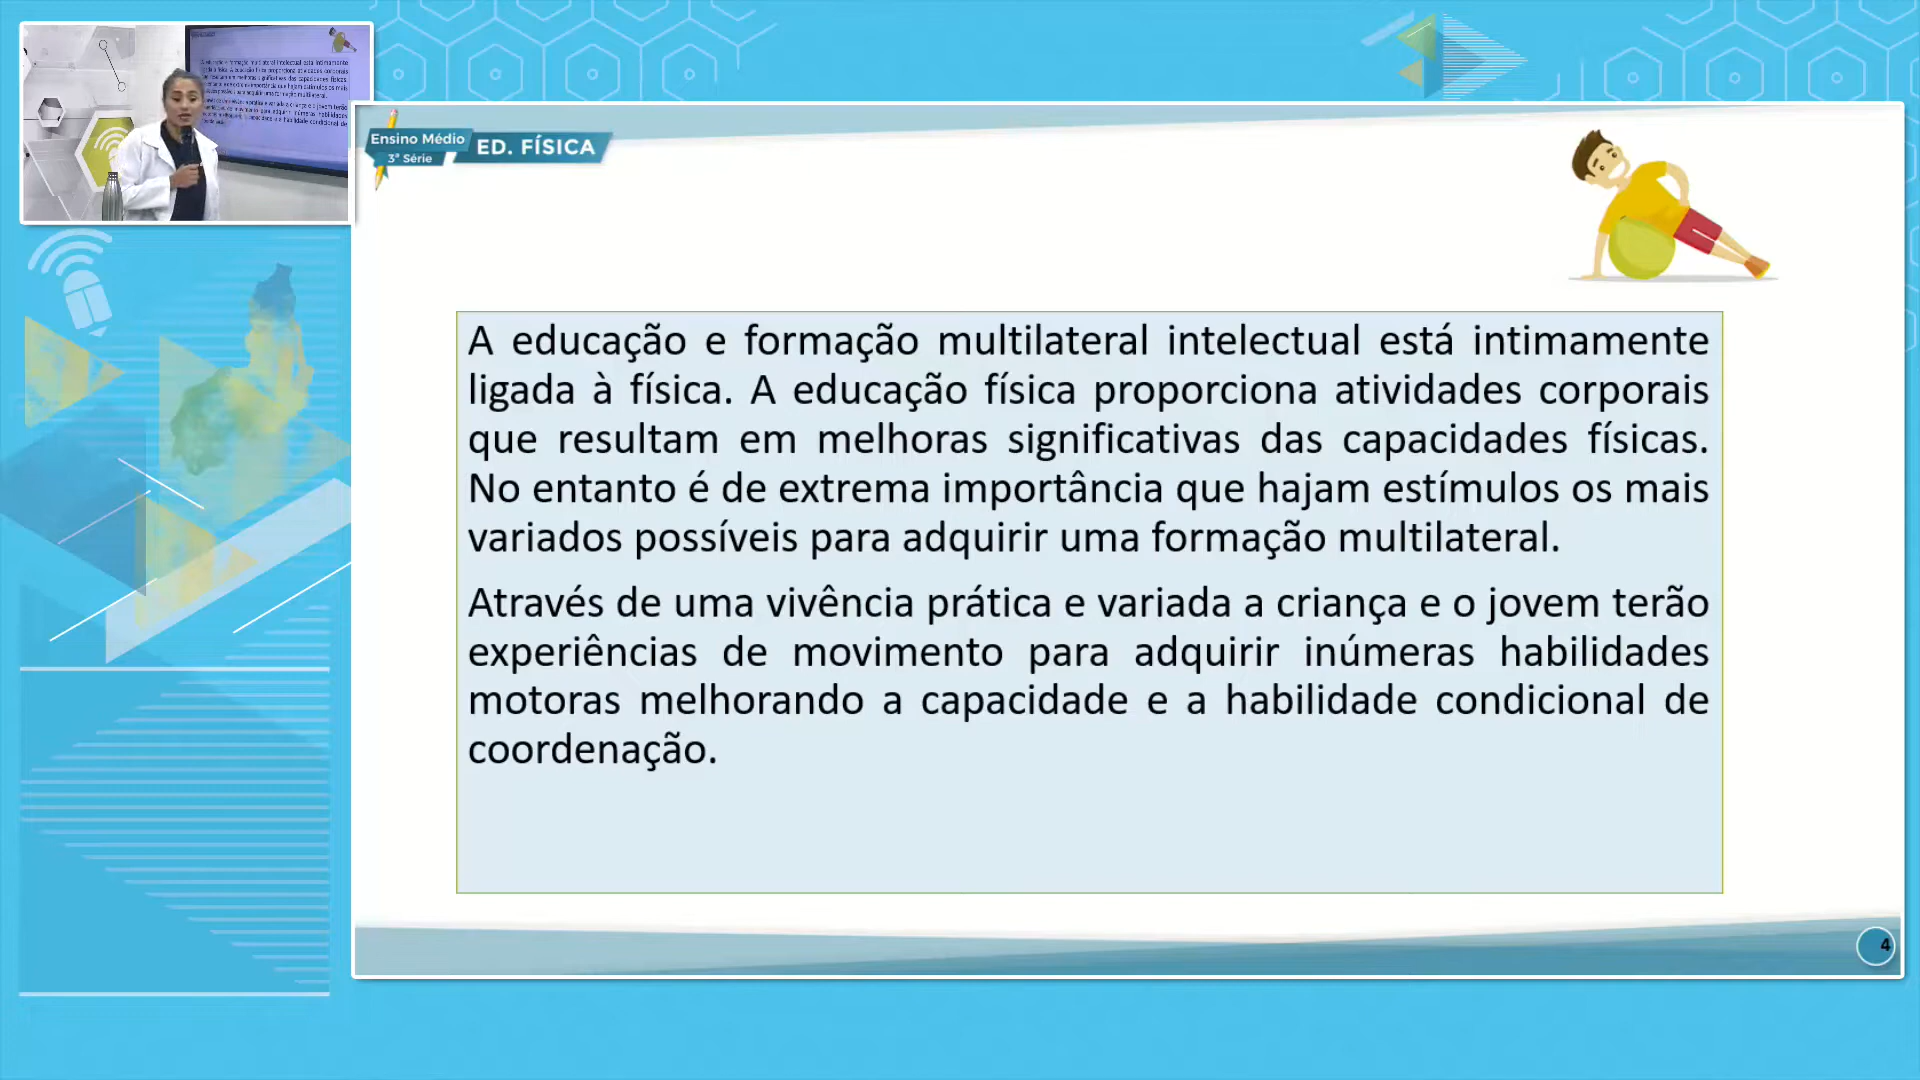 Ensino Médio
3ª Série
ED. FÍSICA
A educação e formação multilateral intelectual está intimamente
ligada à física. A educação física proporciona atividades corporais
que resultam em melhoras significativas das capacidades físicas.
No entanto é de extrema importância que hajam estímulos os mais
variados possíveis para adquirir uma formação multilateral.
Através de uma vivência prática e variada a criança e o jovem terão
experiências de movimento para adquirir inúmeras habilidades
motoras melhorando a capacidade e a habilidade condicional de
coordenação.
4